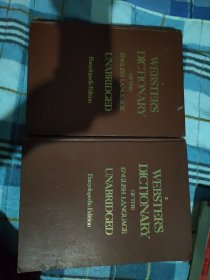 WEBSTER'S
DICTIONARY
OF THE
ENGLISH LANGUAGE
UNABRIDGED
Encyclopedic Edition
WEBSTER'S
DICTIONARY
OF THE
ENGLISH LANGUAGE
UNABRIDGED
Encyclopedic Edition